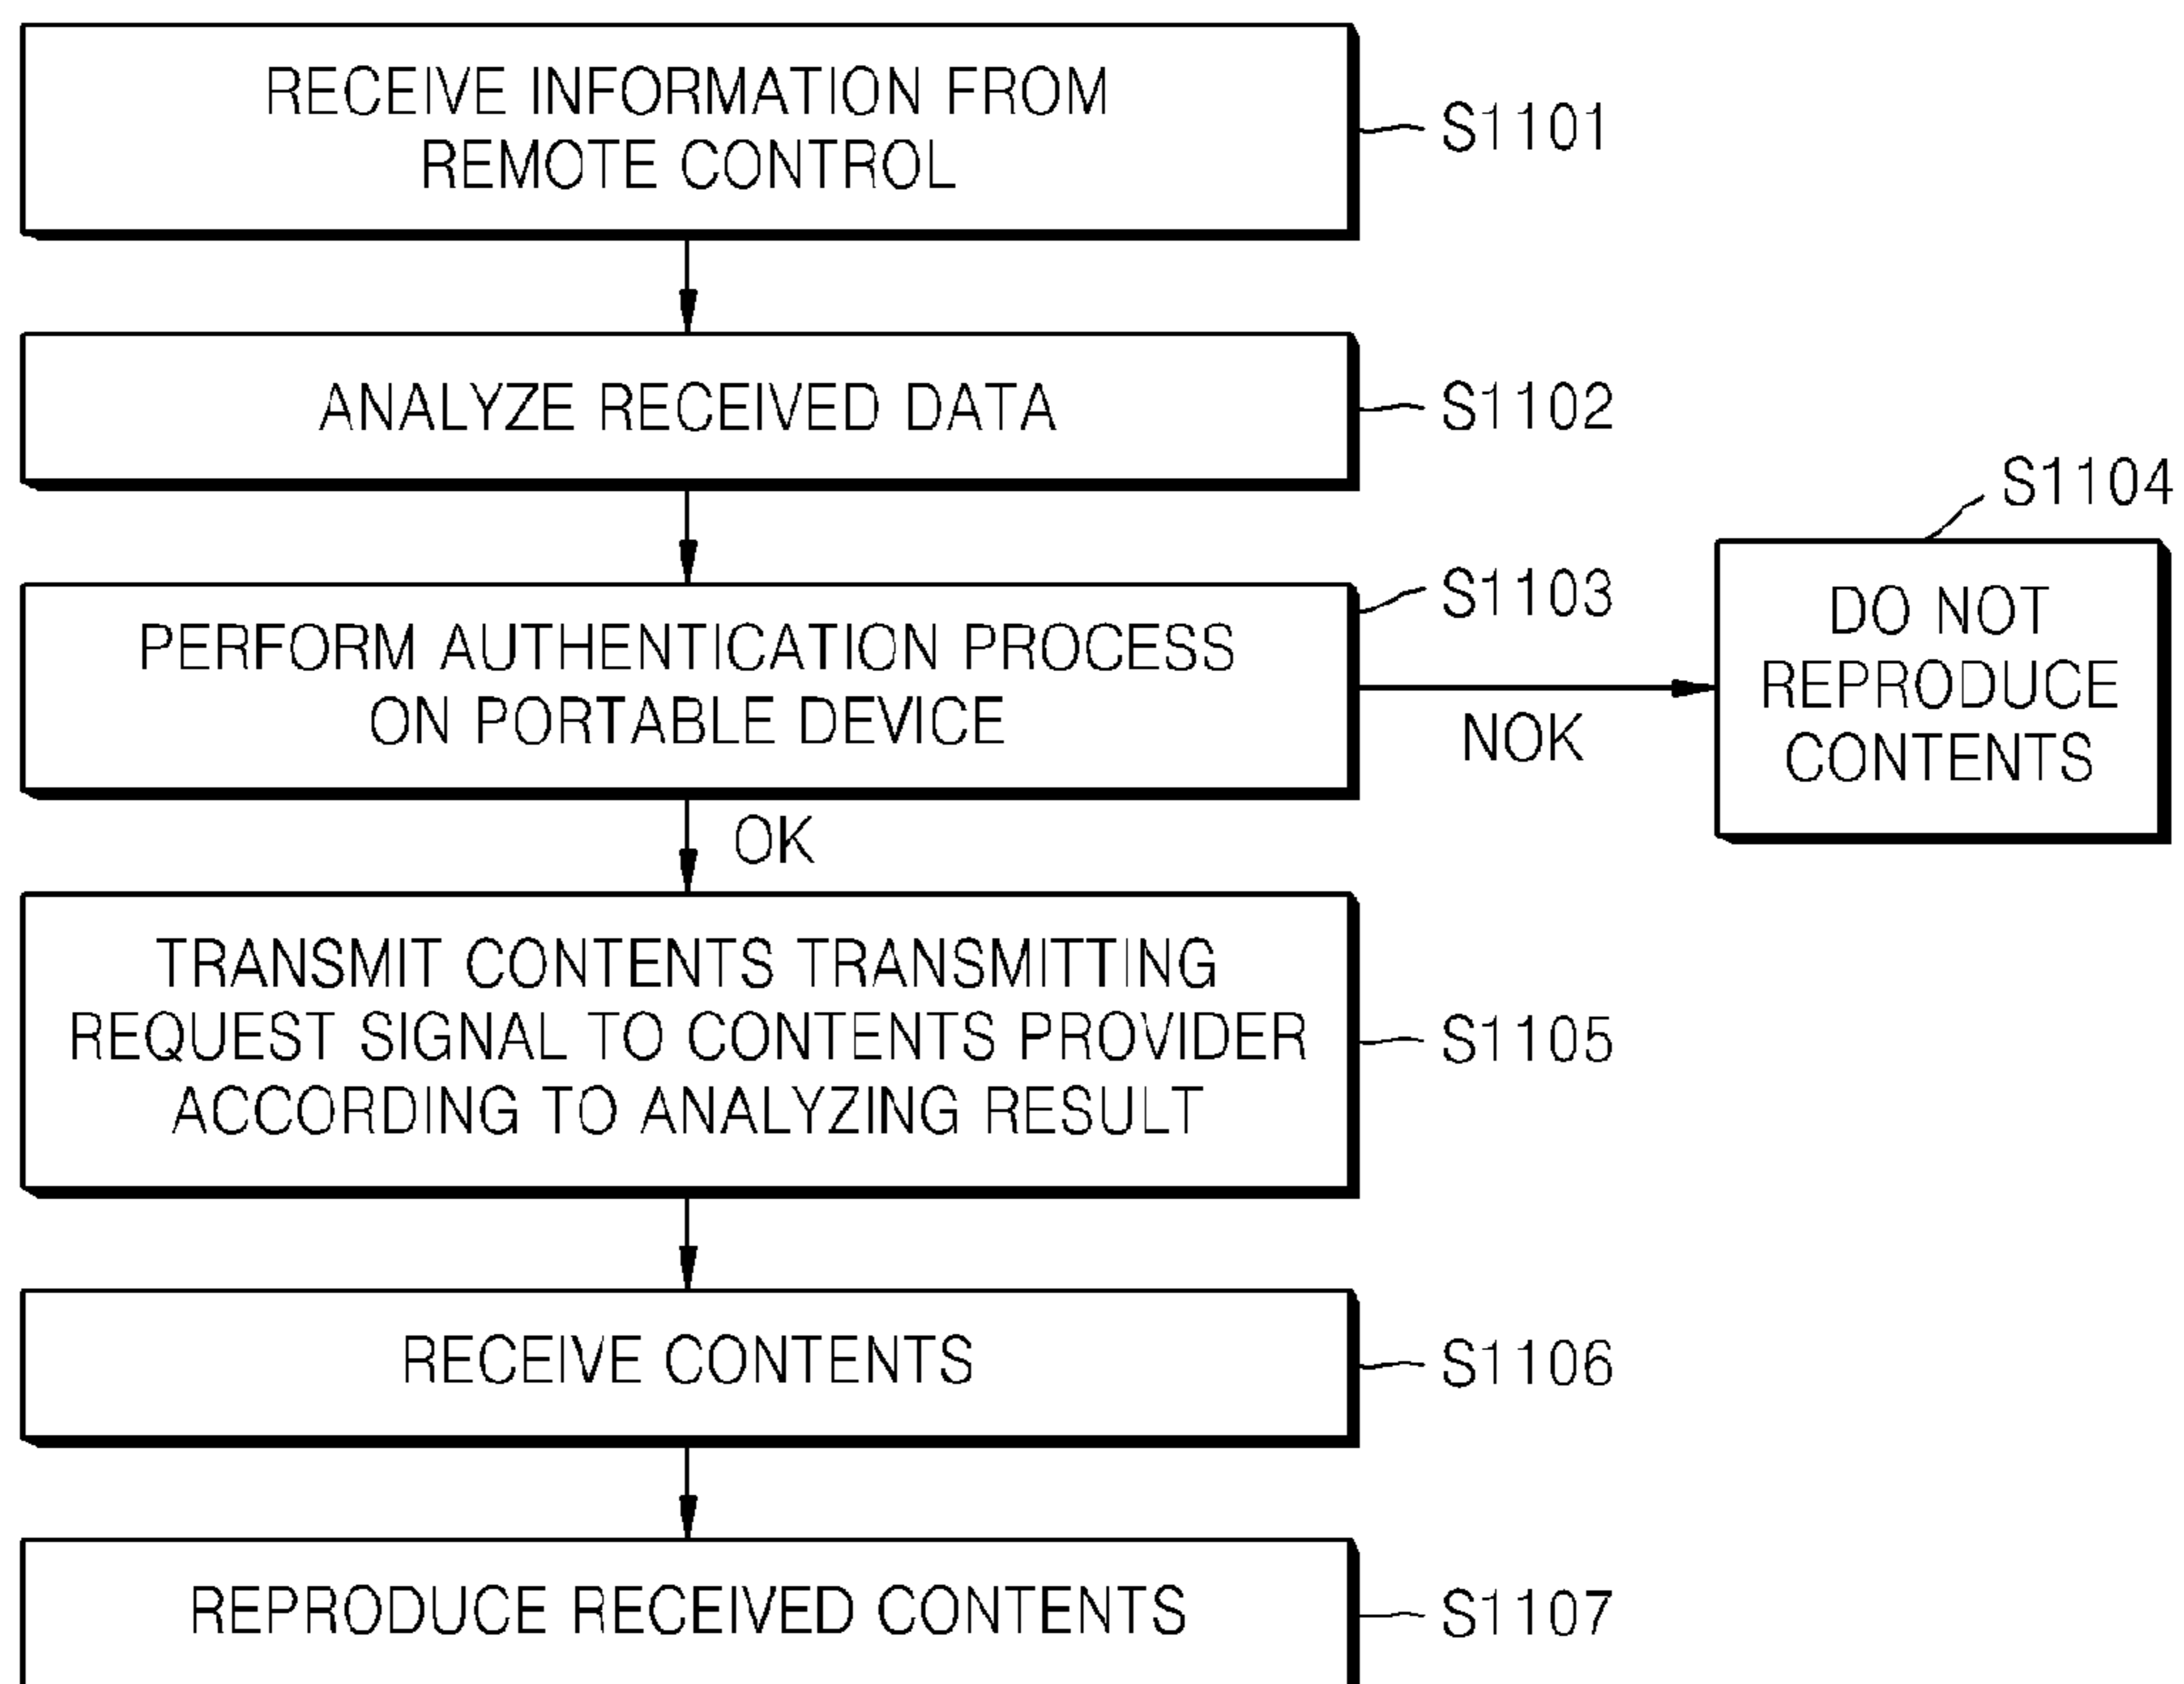 RECEIVE INFORMATION FROM
REMOTE CONTROL
S1101
ANALYZE RECEIVED DATA
S1102
PERFORM AUTHENTICATION PROCESS
ON PORTABLE DEVICE
S1103
NOK
S1104
DO NOT
REPRODUCE
CONTENTS
OK
TRANSMIT CONTENTS TRANSMITTING
REQUEST SIGNAL TO CONTENTS PROVIDER
ACCORDING TO ANALYZING RESULT
S1105
RECEIVE CONTENTS
S1106
REPRODUCE RECEIVED CONTENTS
S1107